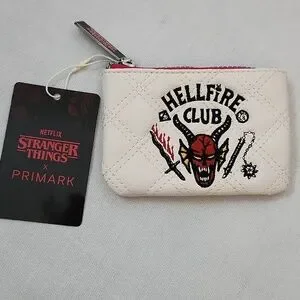 HELLFIRE
CLUB
NETFLIX
STRANGER
THINGS
X
PRIMARK